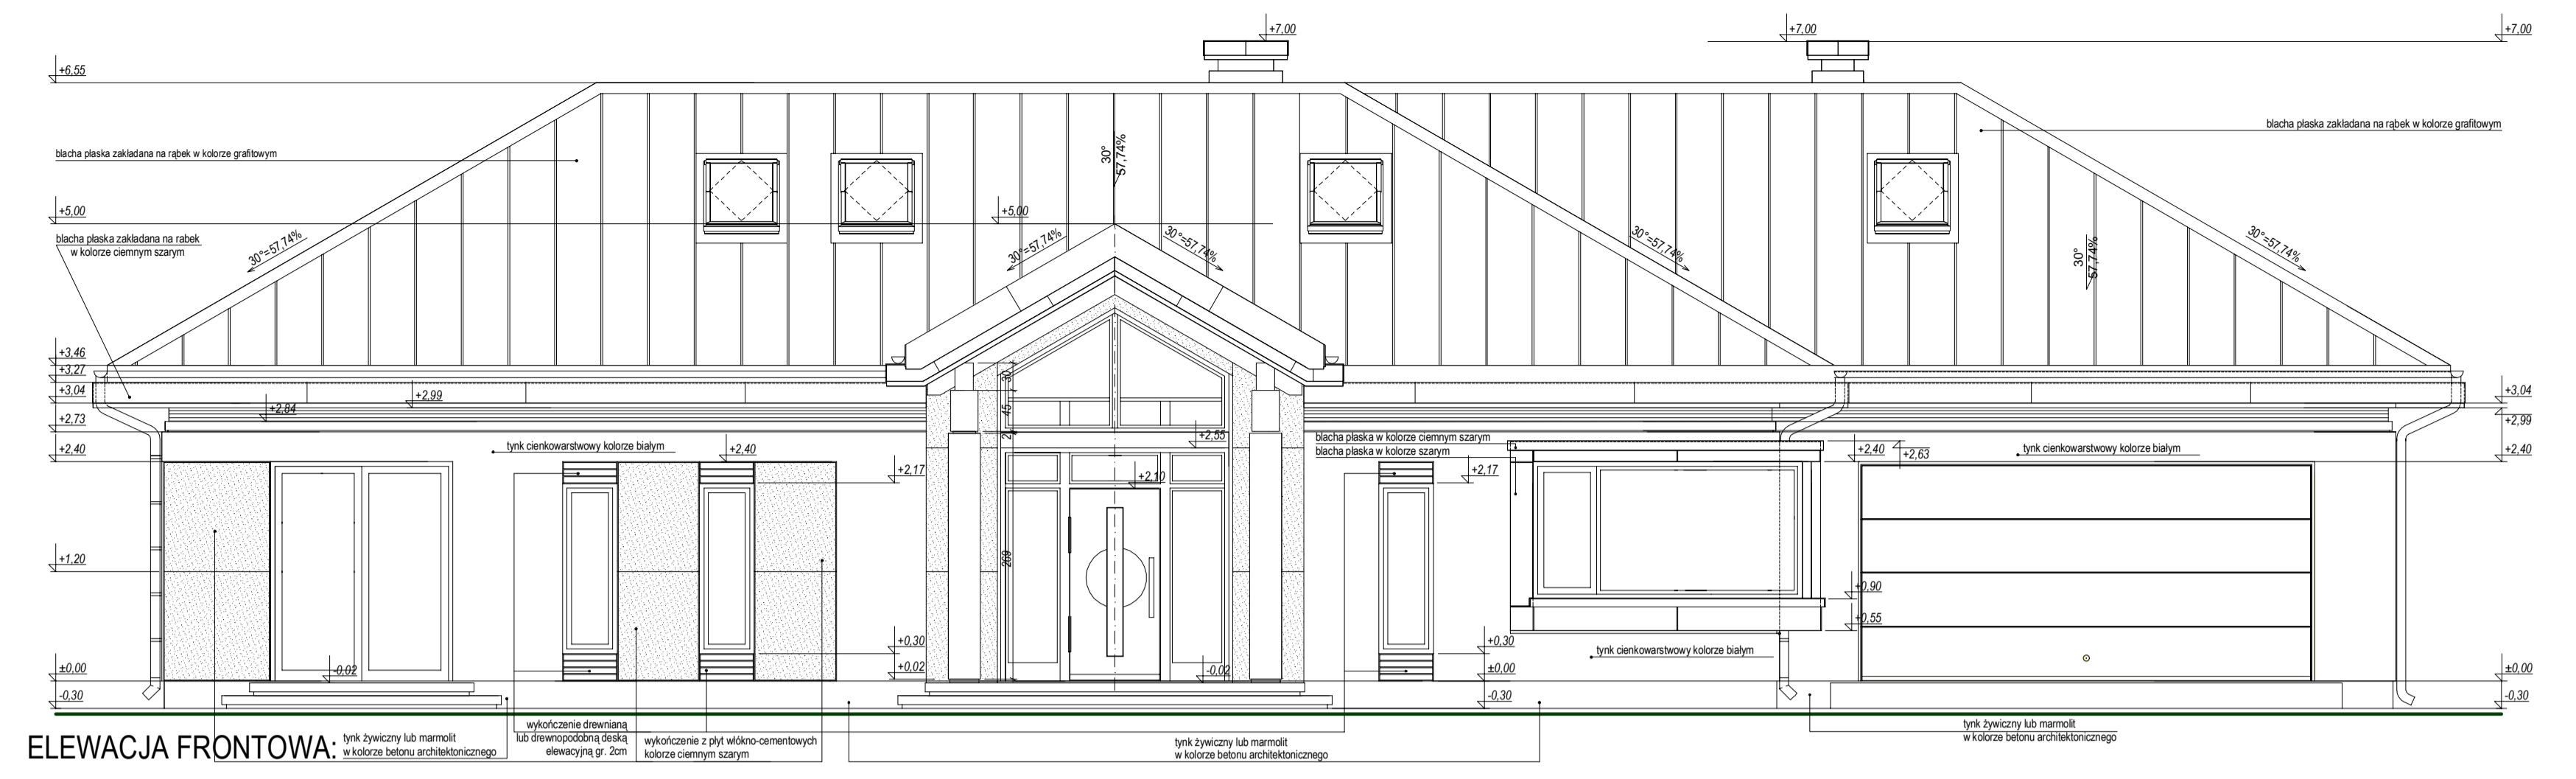 +7,00
+7,00
+7,00
+6,55
blacha płaska zakładana na rąbek w kolorze grafitowym
blacha płaska zakładana na rąbek w kolorze grafitowym
30°
57,74%
+5,00
+5,00
blacha płaska zakładana na rabek
w kolorze ciemnym szarym
30°=57,74%
30°=57,74%
30°=57,74%
30°=57,74%
30°
57,74%
30°=57,74%
+3,46
+3,27
+3,04
+2,99
+2,84
+2,73
+2,40
30
45
+3,04
+2,99
+2,40
tynk cienkowarstwowy kolorze białym
+2,40
+2,17
+2,55
+2,10
blacha płaska w kolorze ciemnym szarym
blacha płaska w kolorze szarym
+2,17
+2,40
+2,63
tynk cienkowarstwowy kolorze białym
+1,20
269
+0,90
+0,55
+0,30
+0,02
+0,30
±0,00
tynk cienkowarstwowy kolorze białym
±0,00
-0,02
-0,02
±0,00
-0,30
-0,30
-0,30
ELEWACJA FRONTOWA:
tynk żywiczny lub marmolit
w kolorze betonu architektonicznego
wykończenie drewnianą
lub drewnopodobną deską
elewacyjną gr. 2cm
wykończenie z płyt włókno-cementowych
kolorze ciemnym szarym
tynk żywiczny lub marmolit
w kolorze betonu architektonicznego
tynk żywiczny lub marmolit
w kolorze betonu architektonicznego